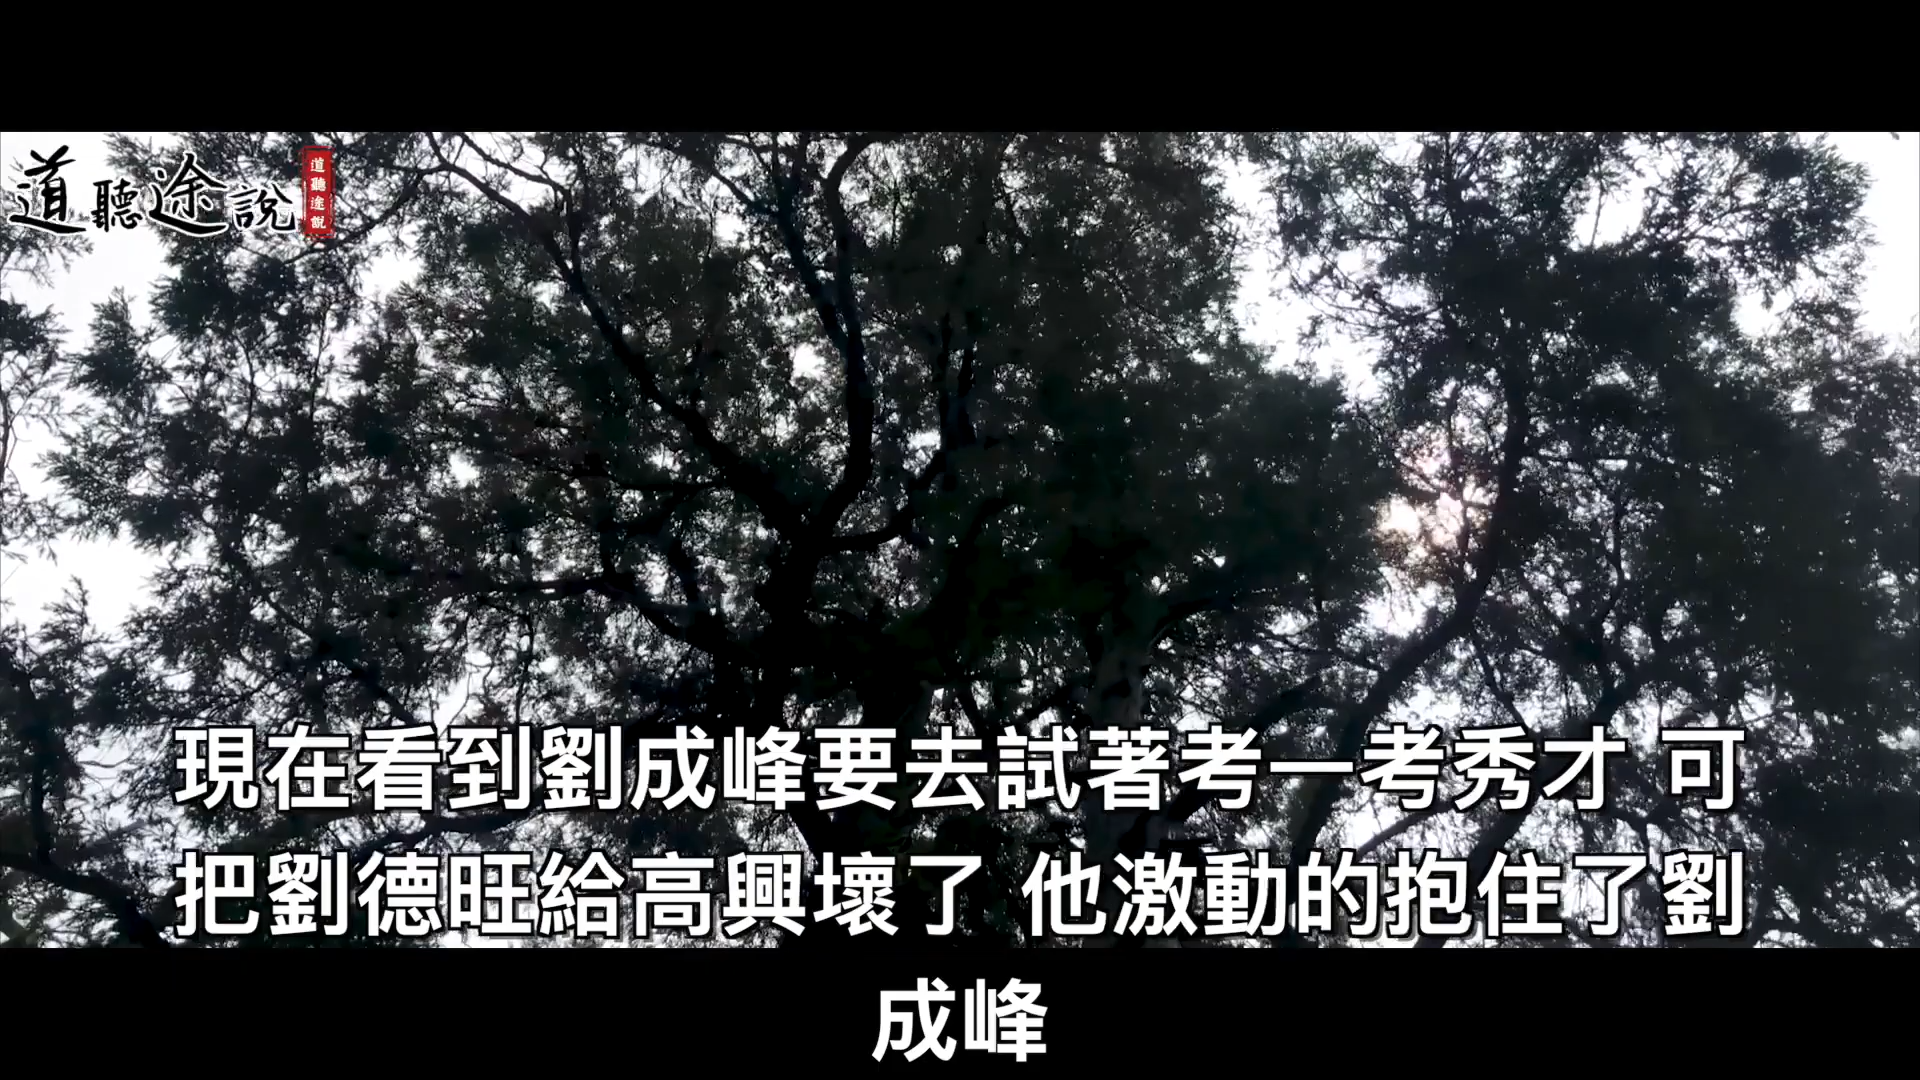 道聽途說
道聽途說
現在看到劉成峰要去試著考一考秀才 可
把劉德旺給高興壞了 他激動的抱住了劉
成峰